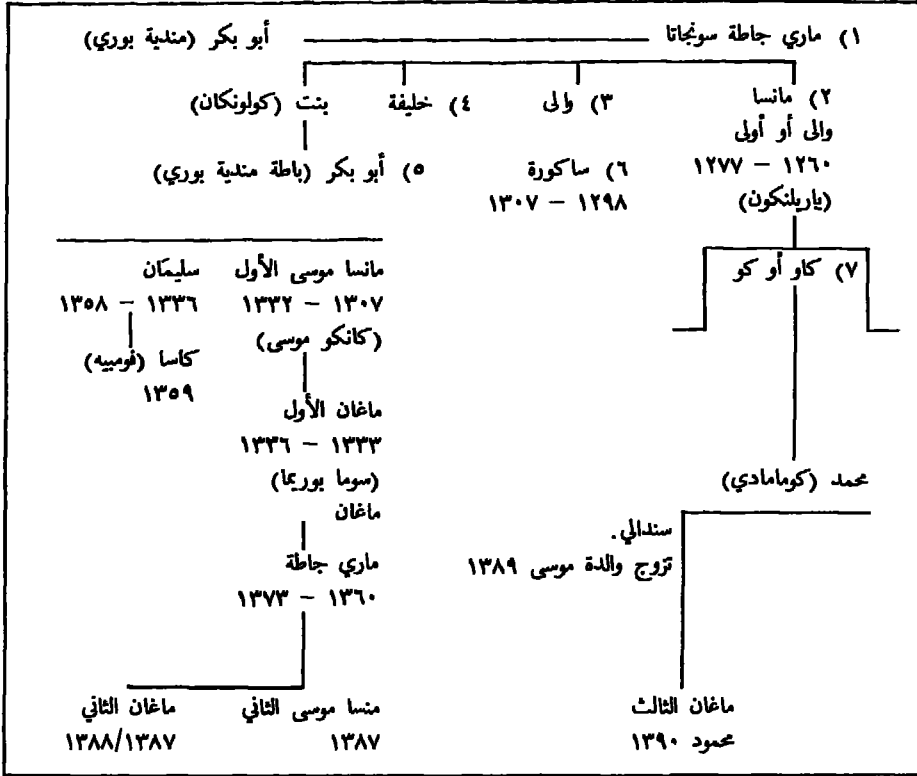 ١) ماري جاطة سونجاتا أبو بكر (مندية بوري)
٢) مانسا
والى أو أولى
١٢٦٠ – ١٢٧٧
(ياريلنكون)
٣) والى
٤) خليفة
بنت (كولونكان)
٦) ساكورة
١٢٩٨ – ١٣٠٧
٥) أبو بكر (باطة مندية بوري)
٧) كاو أو كو
مانسا موسى الأول
١٣٠٧ – ١٣٣٢
(كانكو موسى)
سليمان
١٣٣٦ – ١٣٥٨
كاسا (فومبيه)
١٣٥٩
ماغان الأول
١٣٣٣ – ١٣٣٦
(سوما بوريما)
ماغان
محمد (كومامادي)
سندالي.
تزوج والدة موسى ١٣٨٩
ماري جاطة
١٣٦٠ – ١٣٧٣
ماغان الثالث
محمود ١٣٩٠
منسا موسى الثاني
١٣٨٧
ماغان الثاني
١٣٨٨/١٣٨٧